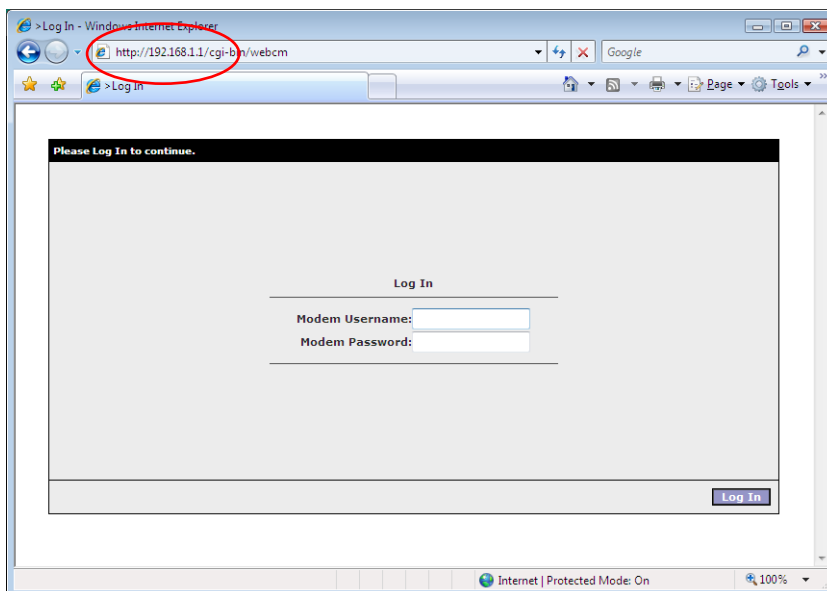 >Log In - Windows Internet Explorer
http://192.168.1.1/cgi-bin/webcm
Google
>Log In
Page
Tools
Please Log In to continue.
Log In
Modem Username:
Modem Password:
Log In
Internet | Protected Mode: On
100%